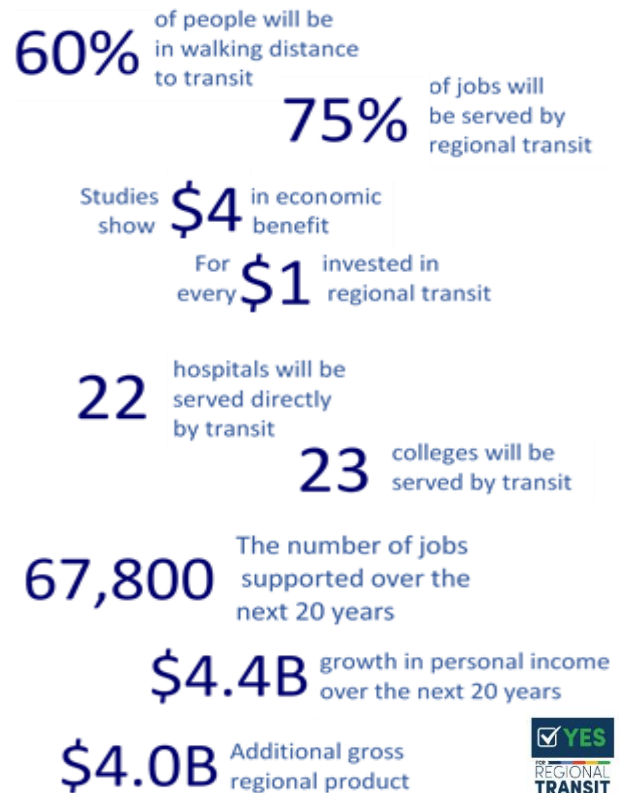 60%
of people will be
in walking distance
to transit
75%
of jobs will
be served by
regional transit
Studies
show
$4
in economic
benefit
For
every
$1
invested in
regional transit
22
hospitals will be
served directly
by transit
23
colleges will be
served by transit
67,800
The number of jobs
supported over the
next 20 years
$4.4B
growth in personal income
over the next 20 years
$4.0B
Additional gross
regional product
YES
FOR
REGIONAL
TRANSIT